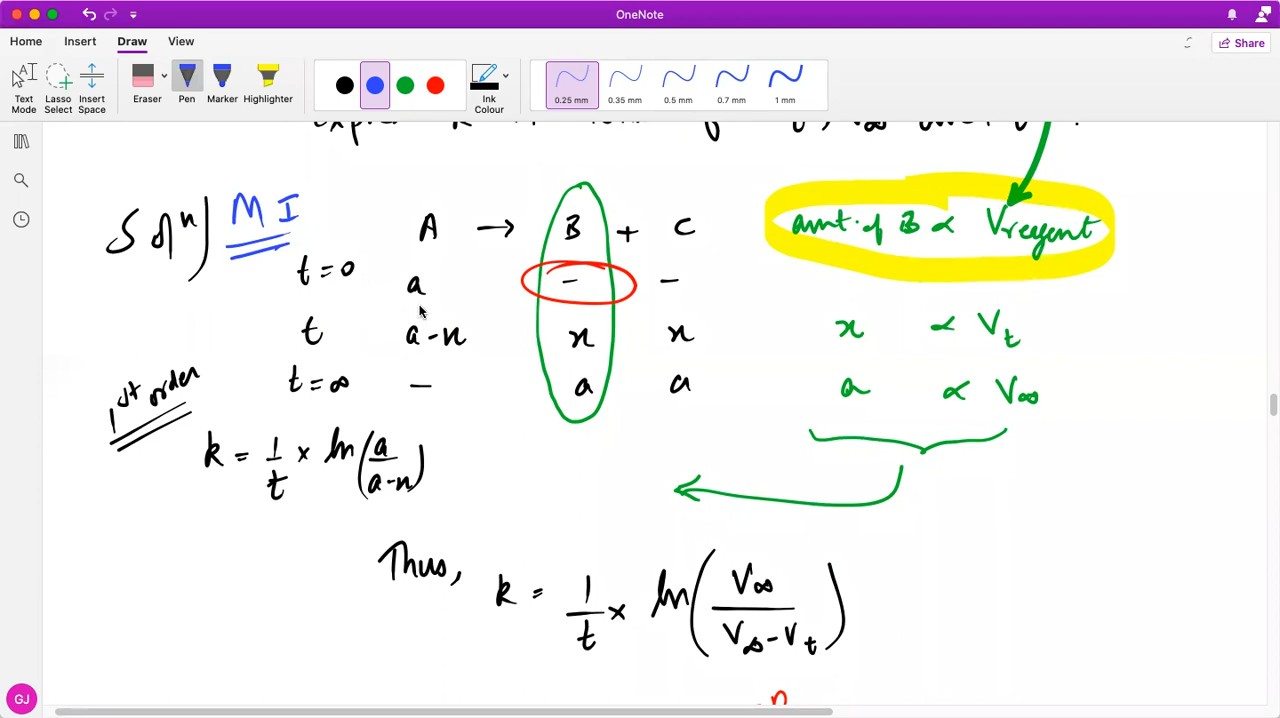 OneNote
Home Insert Draw View
Share
Text Mode Lasso Select Insert Space Eraser Pen Marker Highlighter Ink Colour 0.25 mm 0.35 mm 0.5 mm 0.7 mm 1 mm
Solⁿ) M I A → B + C amt. of B ∝ Vreagent
t = 0 a - -
t a-x x x x ∝ Vt
t = ∞ - a a a ∝ V∞
1st order
k = 1/t × ln(a/(a-x))
Thus, k = 1/t × ln(V∞/(V∞-Vt))
GJ